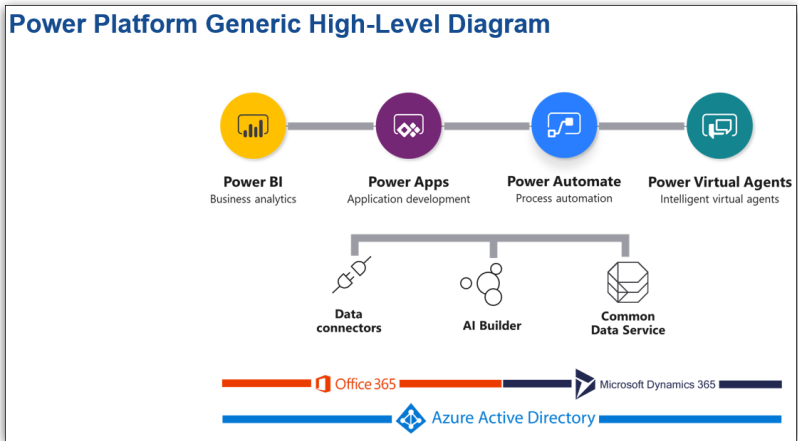 Power Platform Generic High-Level Diagram
Power BI
Business analytics
Power Apps
Application development
Power Automate
Process automation
Power Virtual Agents
Intelligent virtual agents
Data
connectors
AI Builder
Common
Data Service
Office 365
Microsoft Dynamics 365
Azure Active Directory